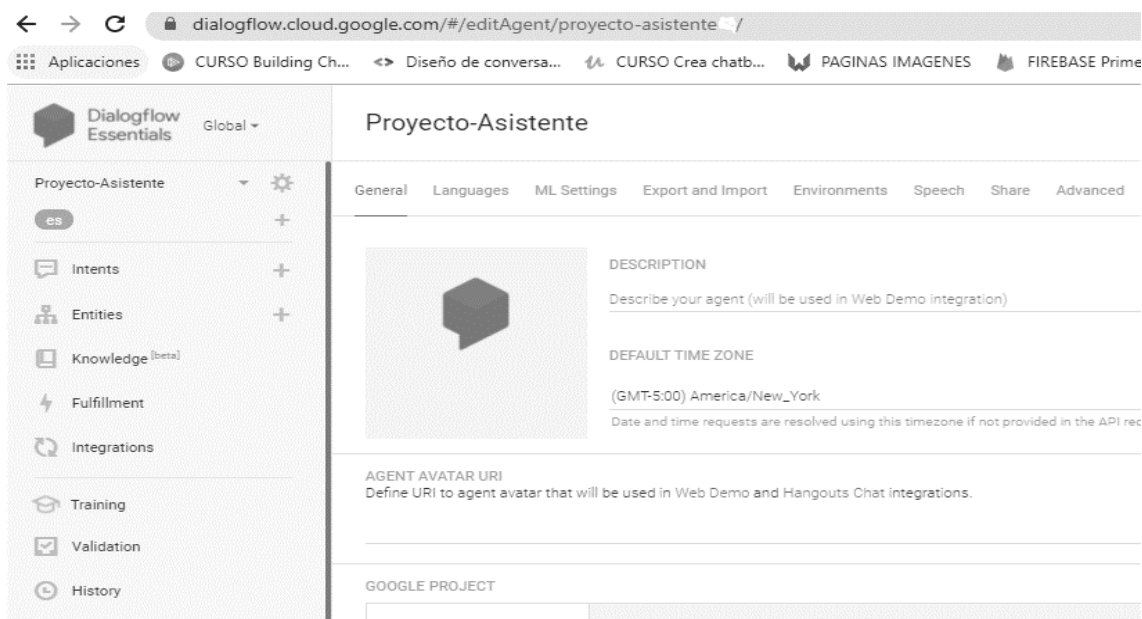 dialogflow.cloud.google.com/#/editAgent/proyecto-asistente /
Aplicaciones CURSO Building Ch... Diseño de conversa... CURSO Crea chatb... PAGINAS IMAGENES FIREBASE Prime
Dialogflow
Essentials
Global
Proyecto-Asistente
Proyecto-Asistente
es
General Languages ML Settings Export and Import Environments Speech Share Advanced
Intents
Entities
Knowledge [beta]
Fulfillment
Integrations
Training
Validation
History
DESCRIPTION
Describe your agent (will be used in Web Demo integration)
DEFAULT TIME ZONE
(GMT-5:00) America/New_York
Date and time requests are resolved using this timezone if not provided in the API rec
AGENT AVATAR URI
Define URI to agent avatar that will be used in Web Demo and Hangouts Chat integrations.
GOOGLE PROJECT